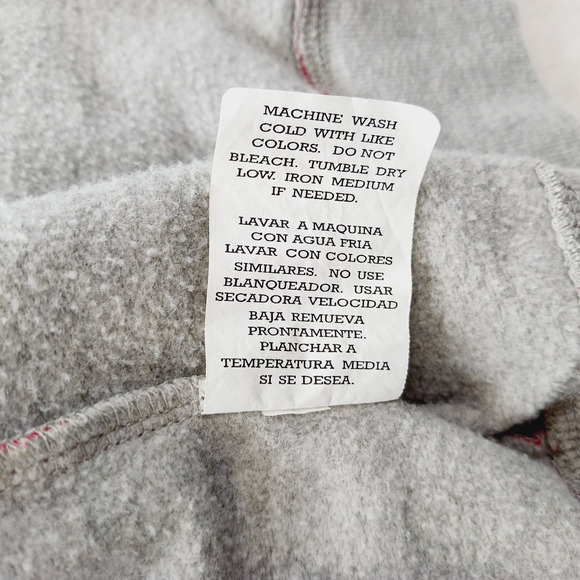 MACHINE WASH
COLD WITH LIKE
COLORS. DO NOT
BLEACH. TUMBLE DRY
LOW. IRON MEDIUM
IF NEEDED.
LAVAR A MAQUINA
CON AGUA FRIA
LAVAR CON COLORES
SIMILARES. NO USE
BLANQUEADOR. USAR
SECADORA VELOCIDAD
BAJA REMUEVA
PRONTAMENTE.
PLANCHAR A
TEMPERATURA MEDIA
SI SE DESEA.